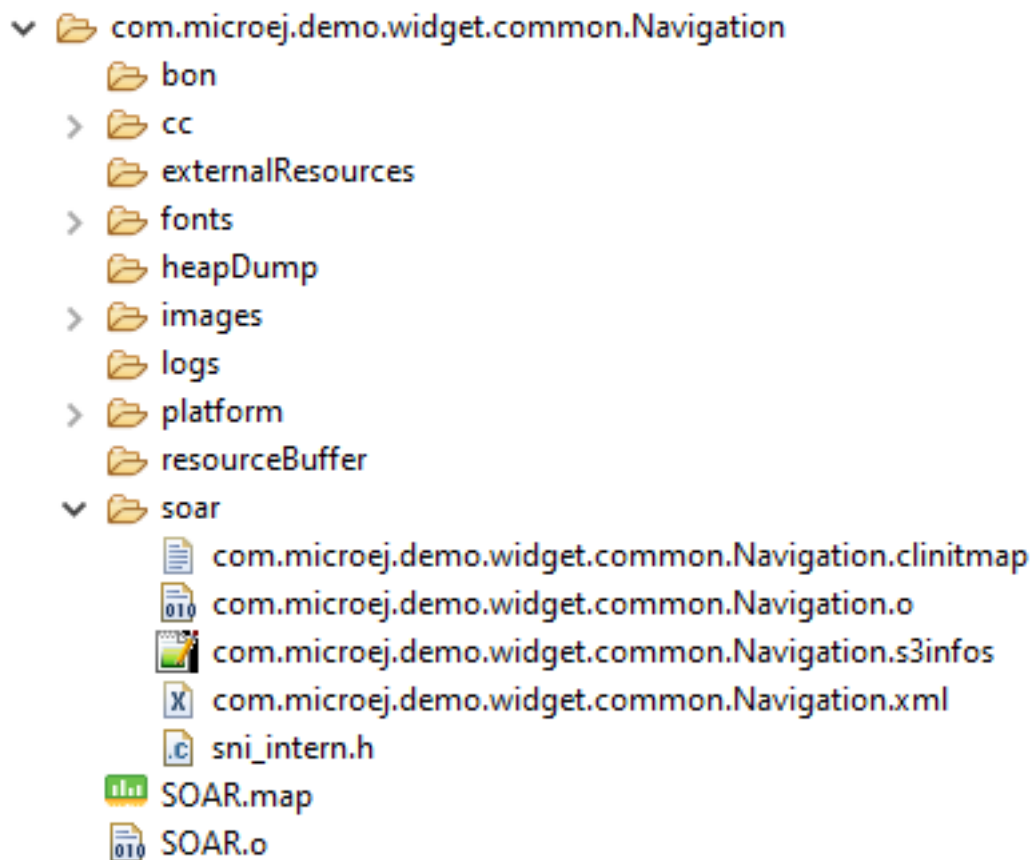 com.microej.demo.widget.common.Navigation
bon
cc
externalResources
fonts
heapDump
images
logs
platform
resourceBuffer
soar
com.microej.demo.widget.common.Navigation.clinitmap
com.microej.demo.widget.common.Navigation.o
com.microej.demo.widget.common.Navigation.s3infos
com.microej.demo.widget.common.Navigation.xml
sni_intern.h
SOAR.map
SOAR.o